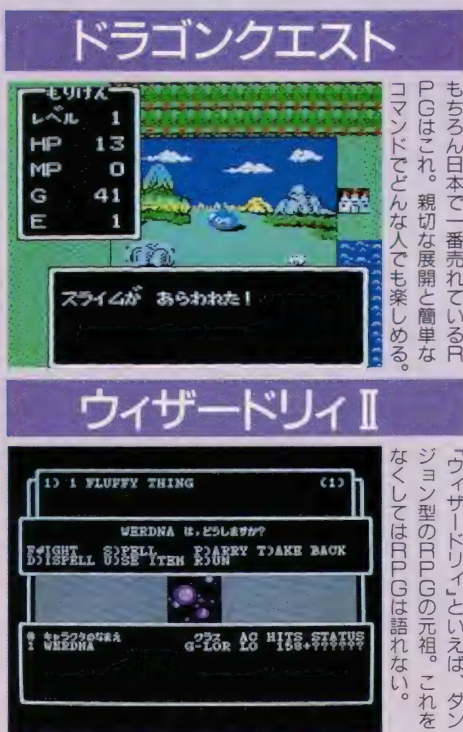 ドラゴンクエスト
もりけん
レベル 1
HP 13
MP 0
G 41
E 1
スライムが あらわれた!
もちろん日本で一番売れているR
PGはこれ。親切な展開と簡単な
コマンドでどんな人でも楽しめる。
ウィザードリィⅡ
1) 1 FLUFFY THING (1)
WERDNA は,どうしますか?
F)IGHT S)PELL P)ARRY T)AKE BACK
D)ISPELL U)SE ITEM R)UN
# キャラクタのなまえ クラス AC HITS STATUS
1 WERDNA G-LOR LO 156+??????
「ウィザードリィ」といえば、ダン
ジョン型のRPGの元祖。これを
なくしてはRPGは語れない。